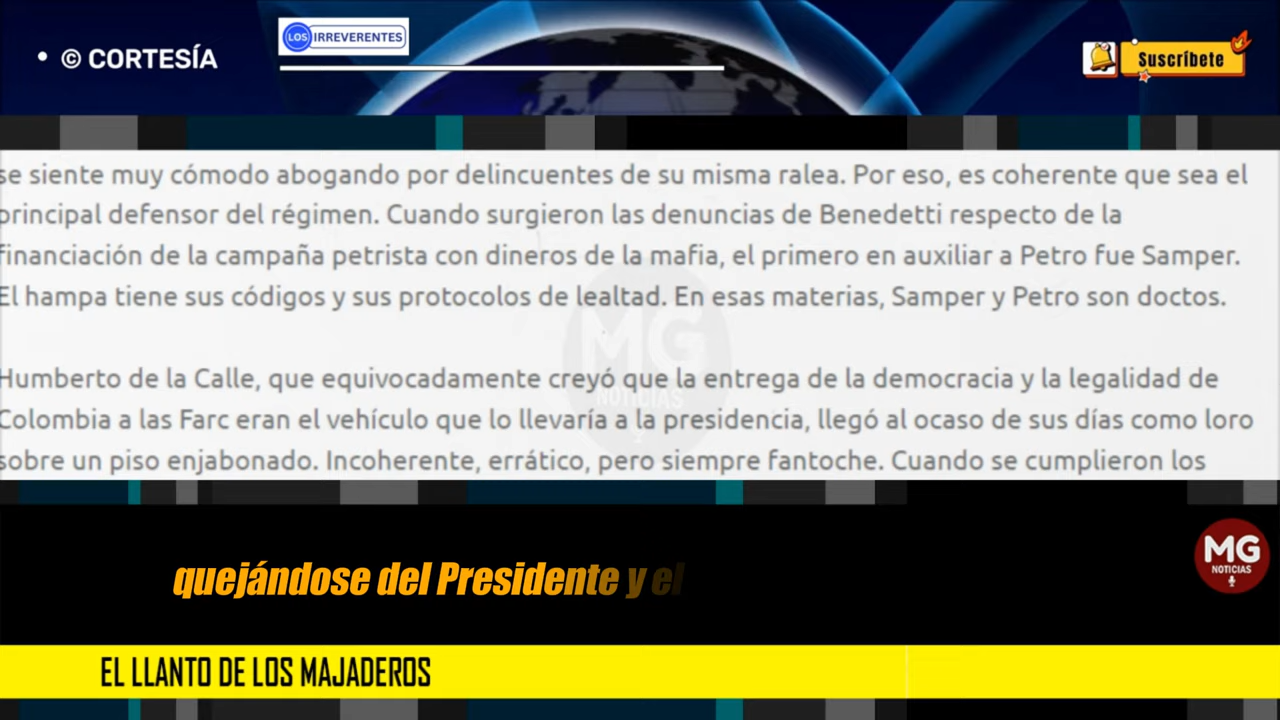 • © CORTESÍA
LOS IRREVERENTES
Suscríbete
se siente muy cómodo abogando por delincuentes de su misma ralea. Por eso, es coherente que sea el
principal defensor del régimen. Cuando surgieron las denuncias de Benedetti respecto de la
financiación de la campaña petrista con dineros de la mafia, el primero en auxiliar a Petro fue Samper.
El hampa tiene sus códigos y sus protocolos de lealtad. En esas materias, Samper y Petro son doctos.
MG
NOTICIAS
Humberto de la Calle, que equivocadamente creyó que la entrega de la democracia y la legalidad de
Colombia a las Farc eran el vehículo que lo llevaría a la presidencia, llegó al ocaso de sus días como loro
sobre un piso enjabonado. Incoherente, errático, pero siempre fantoche. Cuando se cumplieron los
quejándose del Presidente y el
MG
NOTICIAS
EL LLANTO DE LOS MAJADEROS